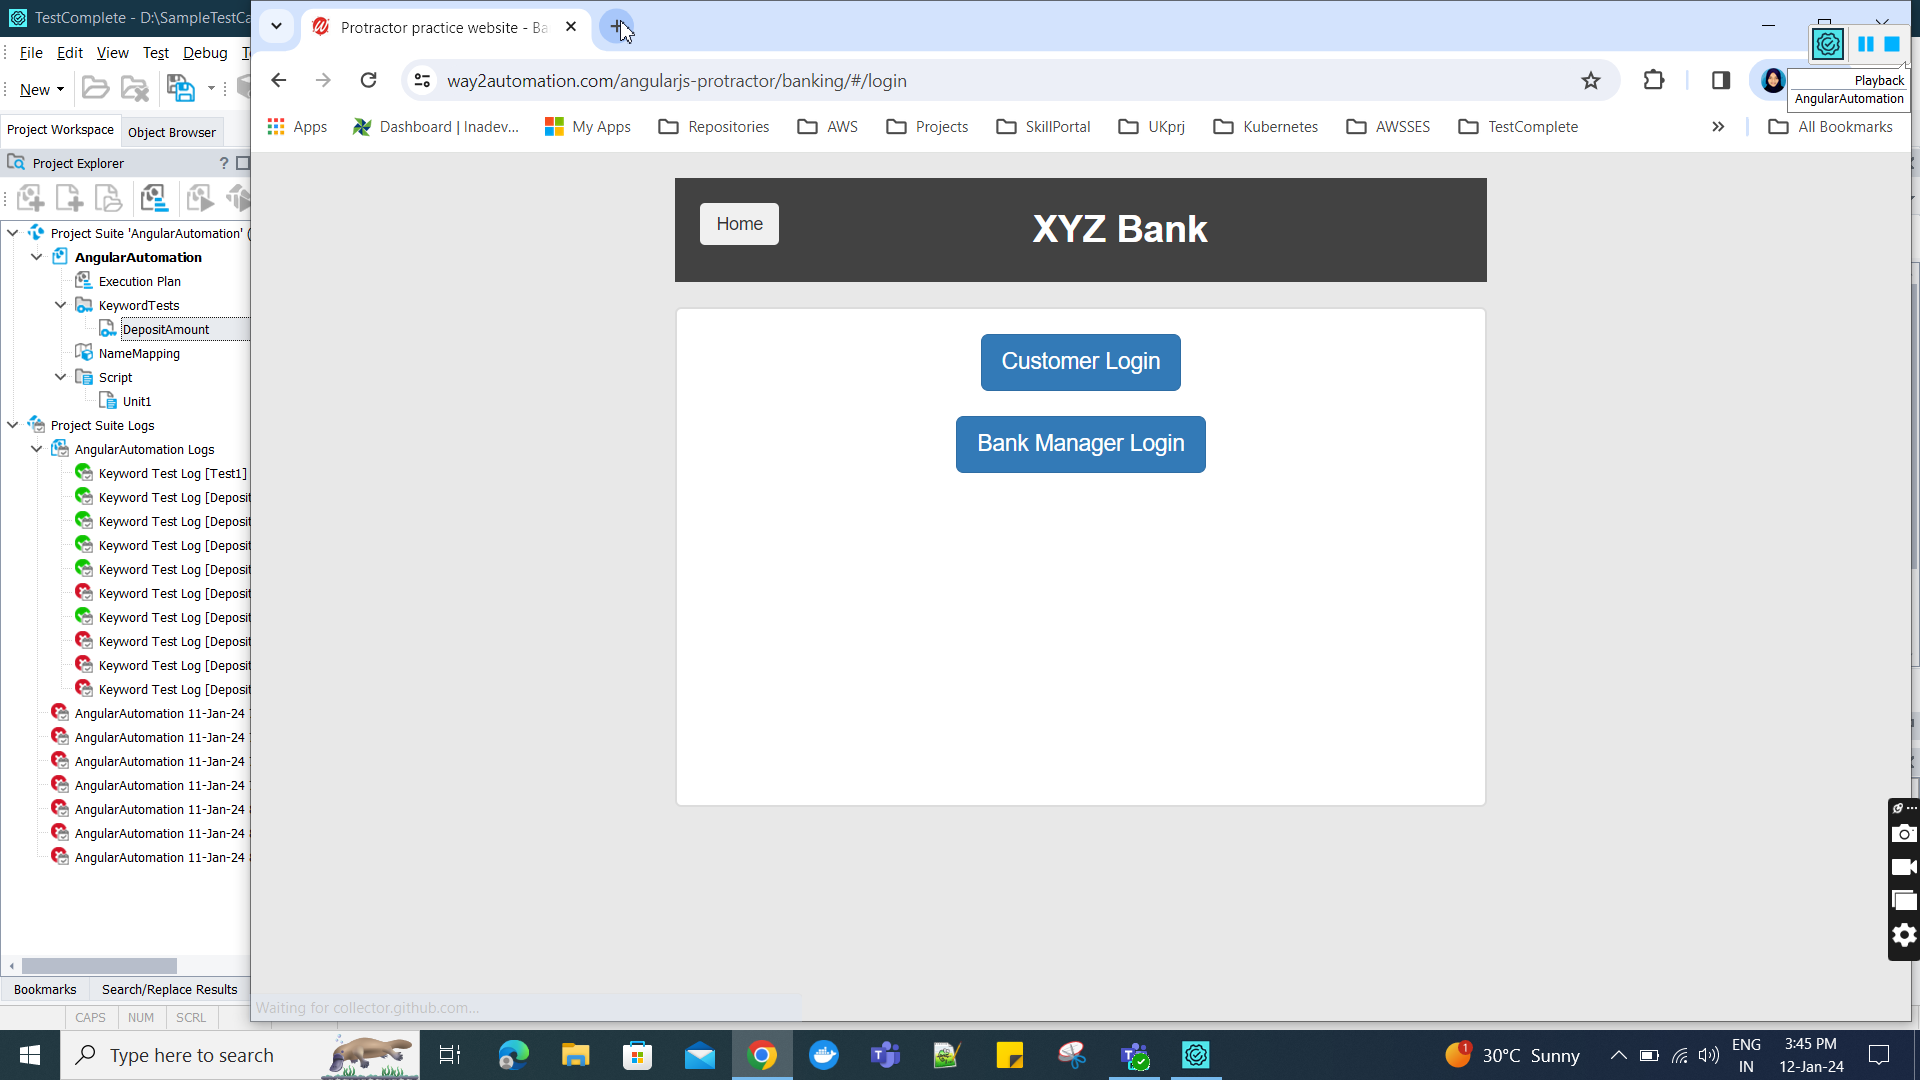 TestComplete - D:\SampleTestCa
File Edit View Test Debug
New
Project Workspace Object Browser
Project Explorer ?
Project Suite 'AngularAutomation' (
AngularAutomation
Execution Plan
KeywordTests
DepositAmount
NameMapping
Script
Unit1
Project Suite Logs
AngularAutomation Logs
Keyword Test Log [Test1]
Keyword Test Log [Deposit
Keyword Test Log [Deposit
Keyword Test Log [Deposit
Keyword Test Log [Deposit
Keyword Test Log [Deposit
Keyword Test Log [Deposit
Keyword Test Log [Deposit
Keyword Test Log [Deposit
Keyword Test Log [Deposit
AngularAutomation 11-Jan-24
AngularAutomation 11-Jan-24
AngularAutomation 11-Jan-24
AngularAutomation 11-Jan-24
AngularAutomation 11-Jan-24
AngularAutomation 11-Jan-24
AngularAutomation 11-Jan-24
Bookmarks Search/Replace Results
CAPS NUM SCRL
Protractor practice website - Ba
way2automation.com/angularjs-protractor/banking/#/login
Playback
AngularAutomation
Apps Dashboard | Inadev... My Apps Repositories AWS Projects SkillPortal UKprj Kubernetes AWSSES TestComplete » All Bookmarks
Home
XYZ Bank
Customer Login
Bank Manager Login
Waiting for collector.github.com...
Type here to search
1
30°C Sunny
ENG
IN
3:45 PM
12-Jan-24